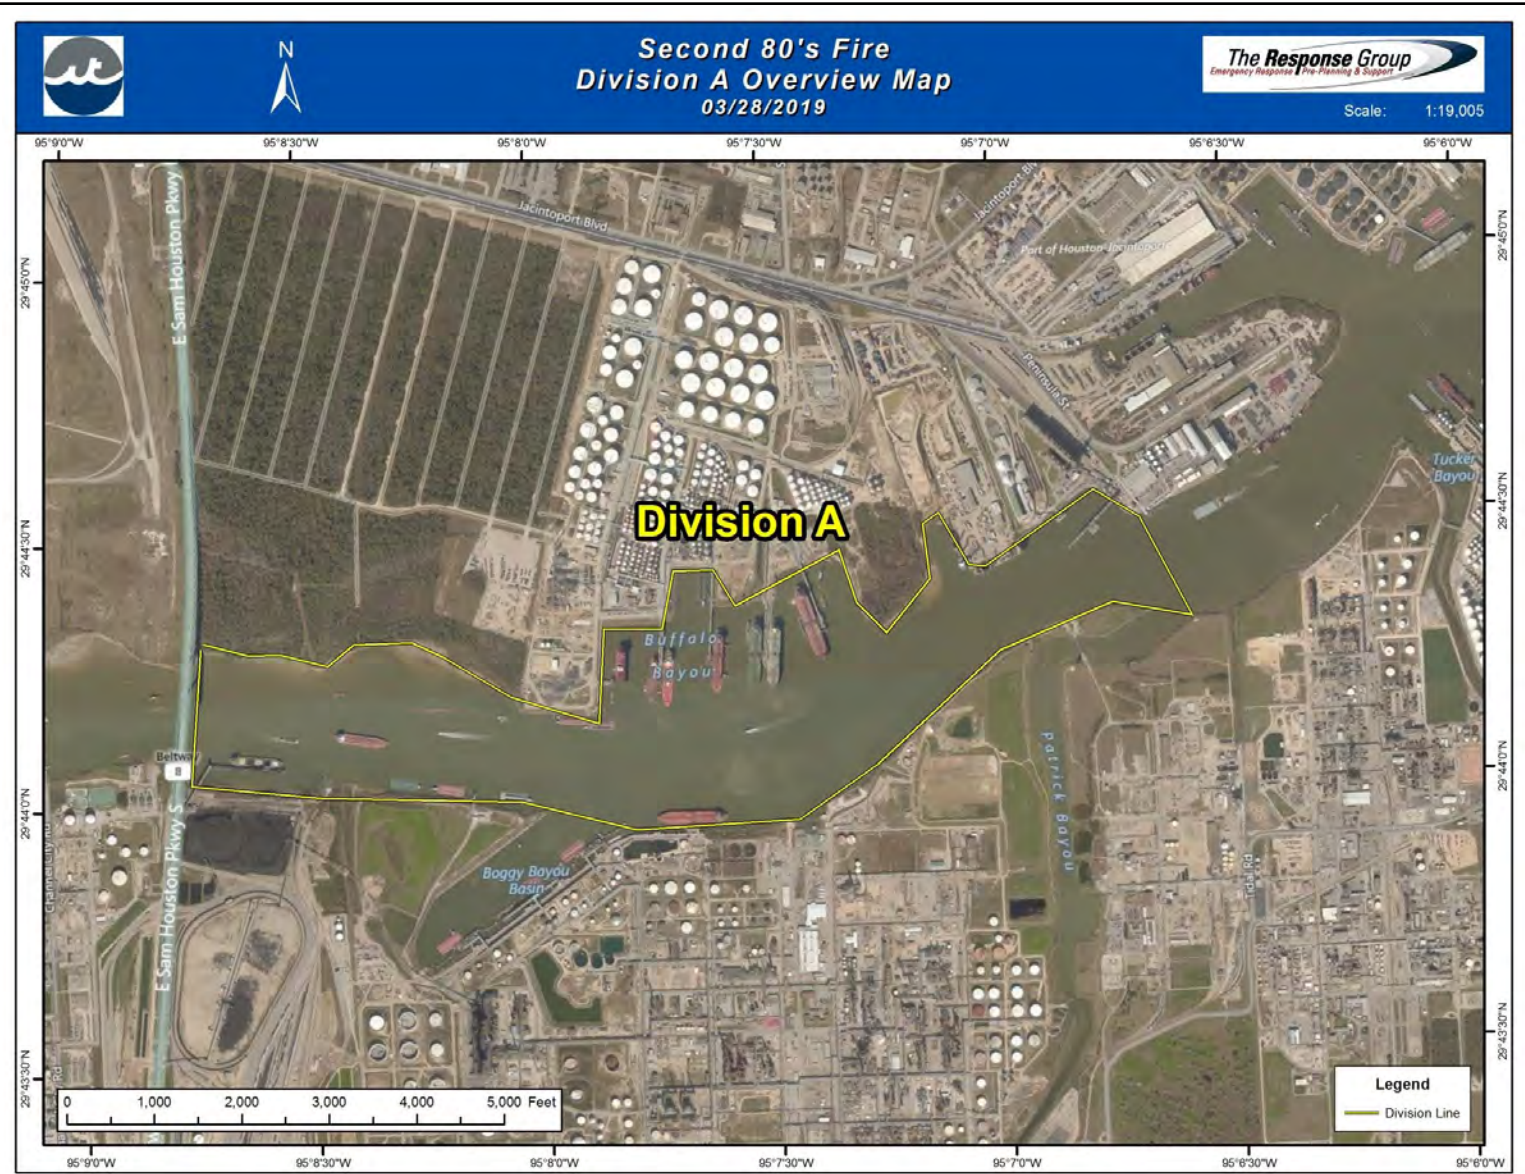 N
Second 80's Fire
Division A Overview Map
03/28/2019
The Response Group
Emergency Response Pre-Planning & Support
Scale: 1:19,005
95°9'0"W 95°8'30"W 95°8'0"W 95°7'30"W 95°7'0"W 95°6'30"W 95°6'0"W
E Sam Houston Pkwy
Jacintoport Blvd
Jacintoport Blvd
Port of Houston-Jacintoport
29°45'0"N
29°45'0"N
Peninsula St
Tucker
Bayou
29°44'30"N
29°44'30"N
Division A
Buffalo
Bayou
Beltway
8
29°44'0"N
29°44'0"N
Patrick Bayou
Channel City Rd
E Sam Houston Pkwy S
Boggy Bayou
Basin
Tidal Rd
29°43'30"N
29°43'30"N
Rd
W
0 1,000 2,000 3,000 4,000 5,000 Feet
Legend
Division Line
95°9'0"W 95°8'30"W 95°8'0"W 95°7'30"W 95°7'0"W 95°6'30"W 95°6'0"W